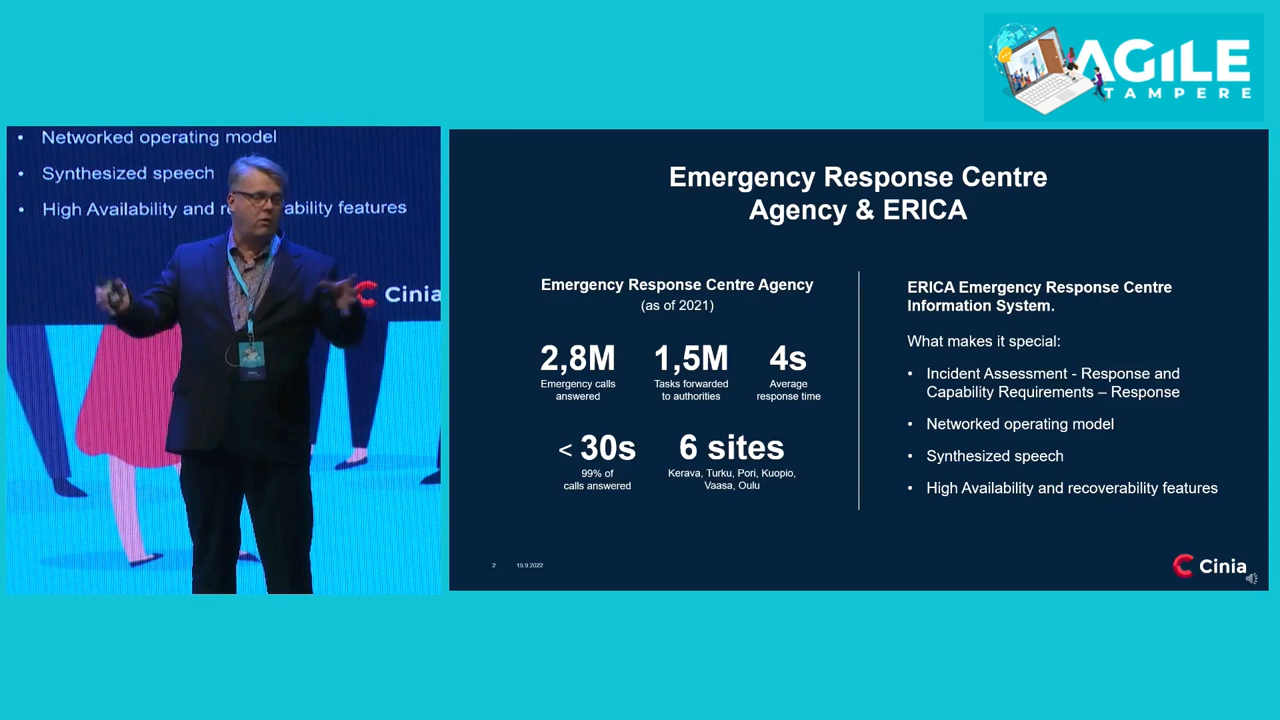 AGILE
TAMPERE
• Networked operating model
• Synthesized speech
• High Availability and re ability features
Cinia
AGILE
Emergency Response Centre
Agency & ERICA
Emergency Response Centre Agency
(as of 2021)
2,8M 1,5M 4s
Emergency calls Tasks forwarded Average
answered to authorities response time
< 30s 6 sites
99% of Kerava, Turku, Pori, Kuopio,
calls answered Vaasa, Oulu
ERICA Emergency Response Centre
Information System.
What makes it special:
• Incident Assessment - Response and
Capability Requirements – Response
• Networked operating model
• Synthesized speech
• High Availability and recoverability features
2 15.9.2022
Cinia